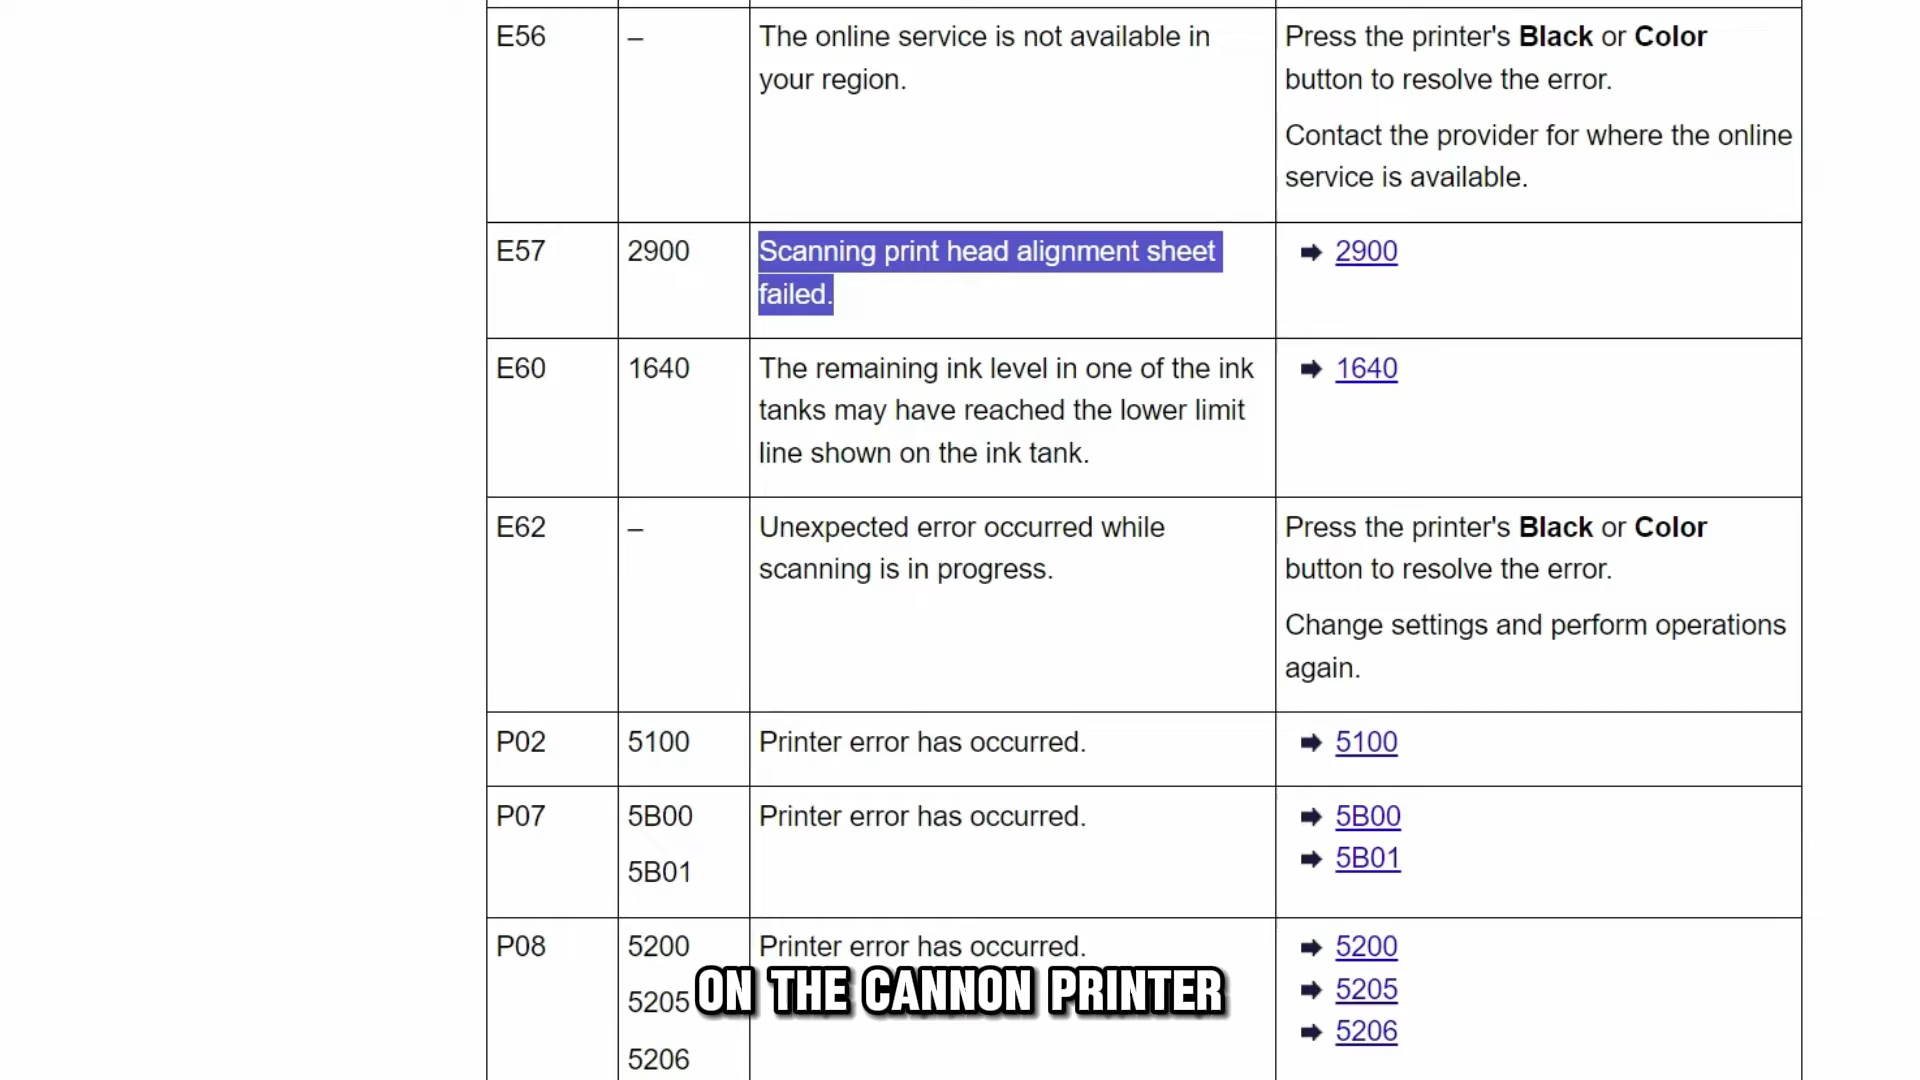 E56 – The online service is not available in Press the printer's Black or Color
your region. button to resolve the error.
Contact the provider for where the online
service is available.
E57 2900 Scanning print head alignment sheet 2900
failed.
E60 1640 The remaining ink level in one of the ink 1640
tanks may have reached the lower limit
line shown on the ink tank.
E62 – Unexpected error occurred while Press the printer's Black or Color
scanning is in progress. button to resolve the error.
Change settings and perform operations
again.
P02 5100 Printer error has occurred. 5100
P07 5B00 Printer error has occurred. 5B00
5B01 5B01
P08 5200 Printer error has occurred. 5200
5205 5205
5206 5206
ON THE CANNON PRINTER